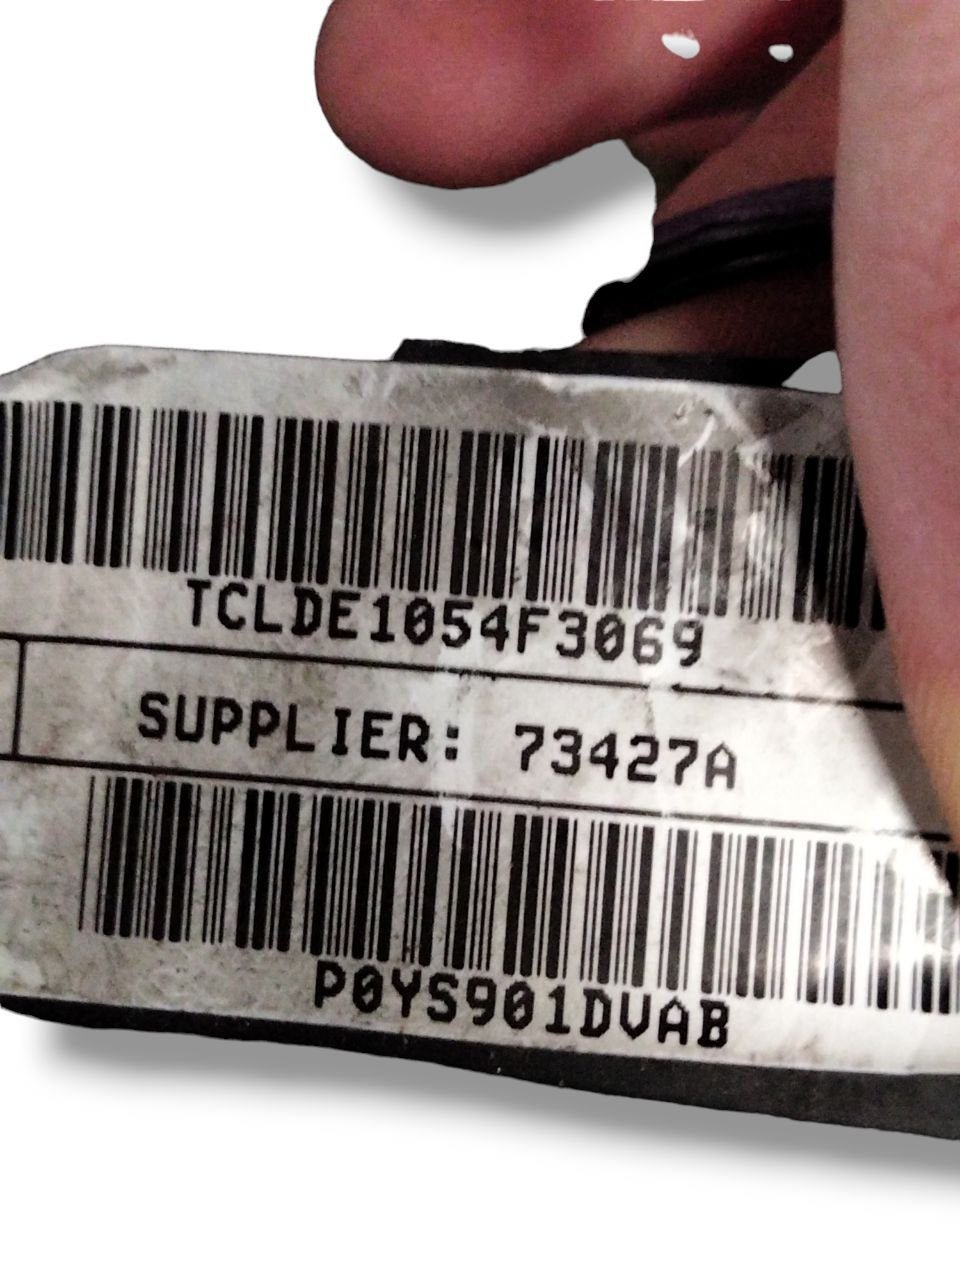 TCLDE1054F3069
SUPPLIER: 73427A
P0YS901DVAB